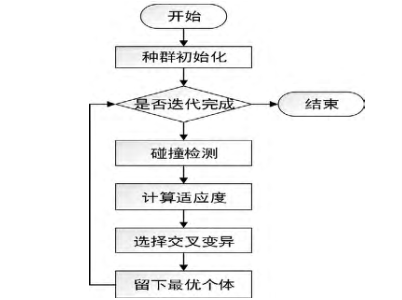 开始
种群初始化
是否迭代完成
结束
碰撞检测
计算适应度
选择交叉变异
留下最优个体